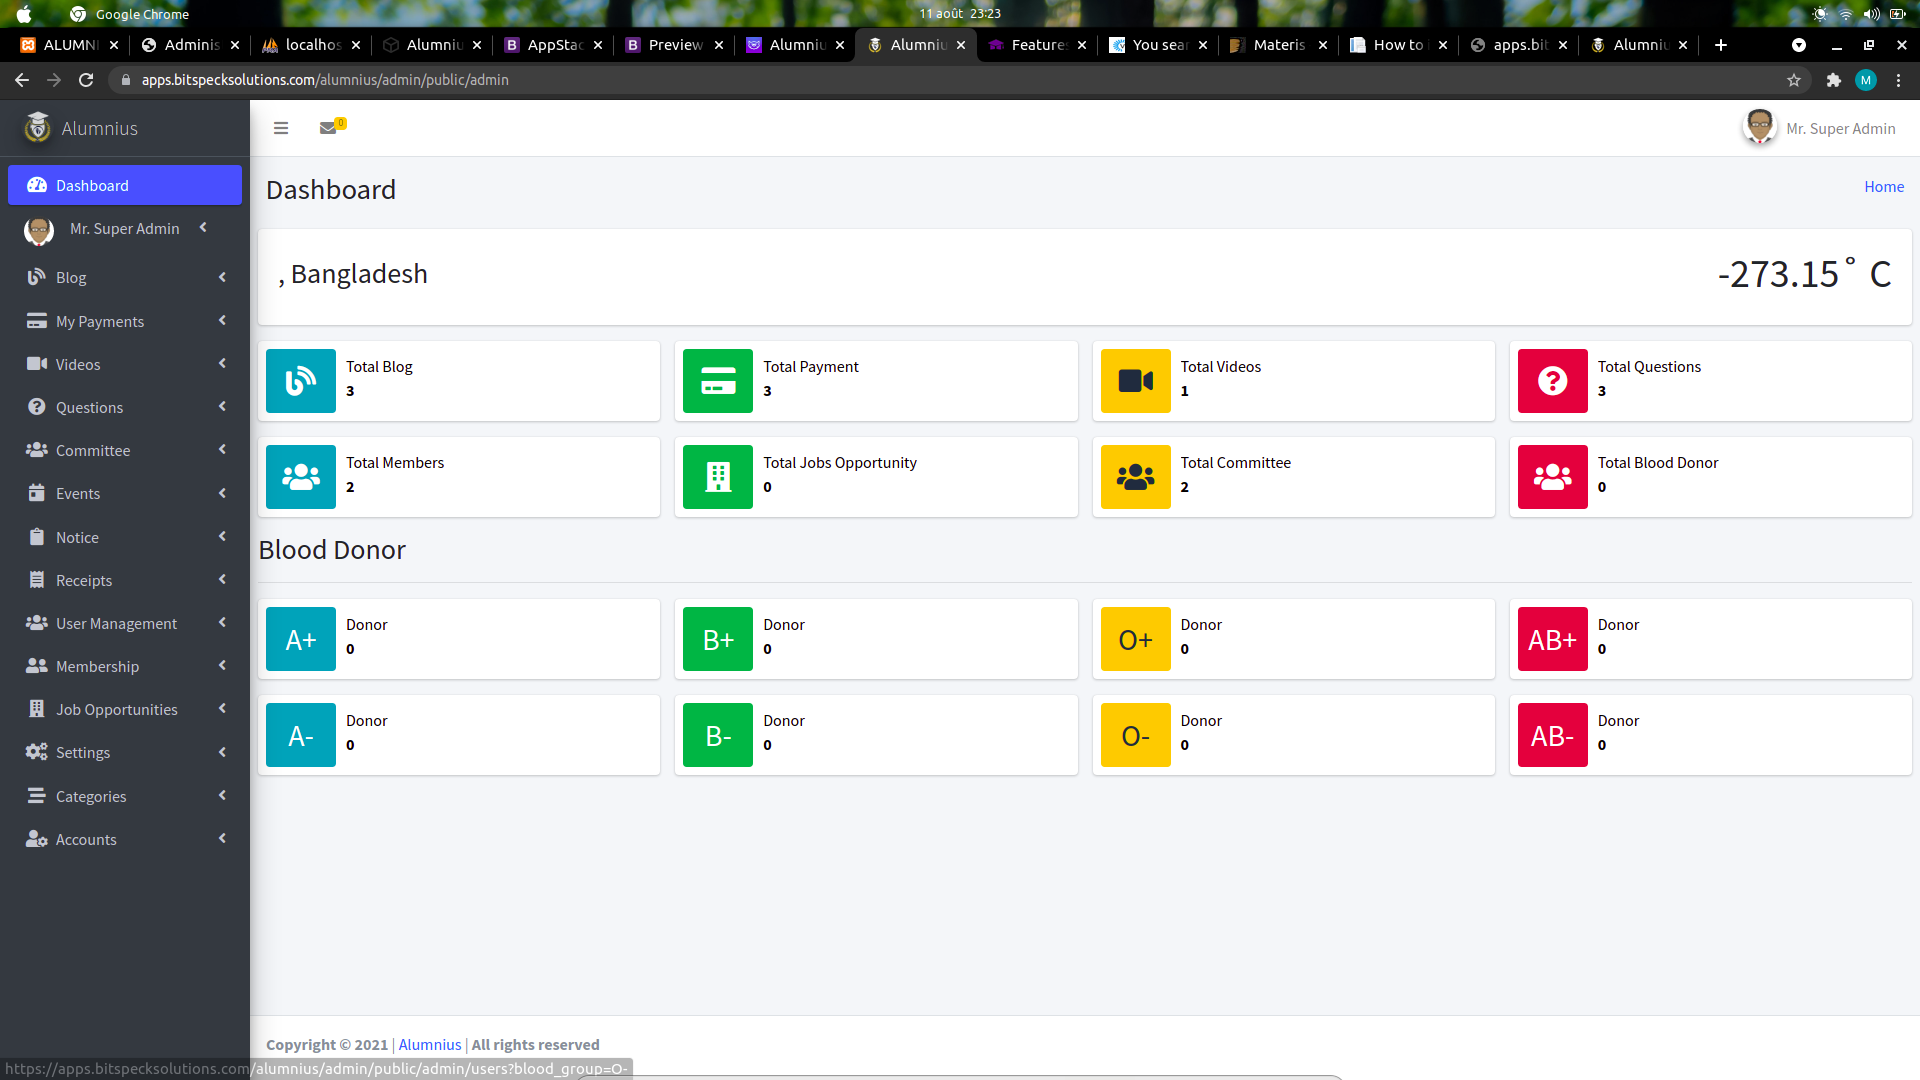 Google Chrome
11 août 23:23
ALUMNI
Adminis
localhos
Alumniu
AppStac
Preview
Alumniu
Alumniu
Feature
You sear
Materis
How to
apps.bit
Alumniu
apps.bitspecksolutions.com/alumnius/admin/public/admin
M
Alumnius
0
Mr. Super Admin
Dashboard
Mr. Super Admin
Blog
My Payments
Videos
Questions
Committee
Events
Notice
Receipts
User Management
Membership
Job Opportunities
Settings
Categories
Accounts
Dashboard
Home
, Bangladesh
-273.15° C
Total Blog
3
Total Payment
3
Total Videos
1
Total Questions
3
Total Members
2
Total Jobs Opportunity
0
Total Committee
2
Total Blood Donor
0
Blood Donor
A+
Donor
0
B+
Donor
0
O+
Donor
0
AB+
Donor
0
A-
Donor
0
B-
Donor
0
O-
Donor
0
AB-
Donor
0
Copyright © 2021 | Alumnius | All rights reserved
https://apps.bitspecksolutions.com/alumnius/admin/public/admin/users?blood_group=O-